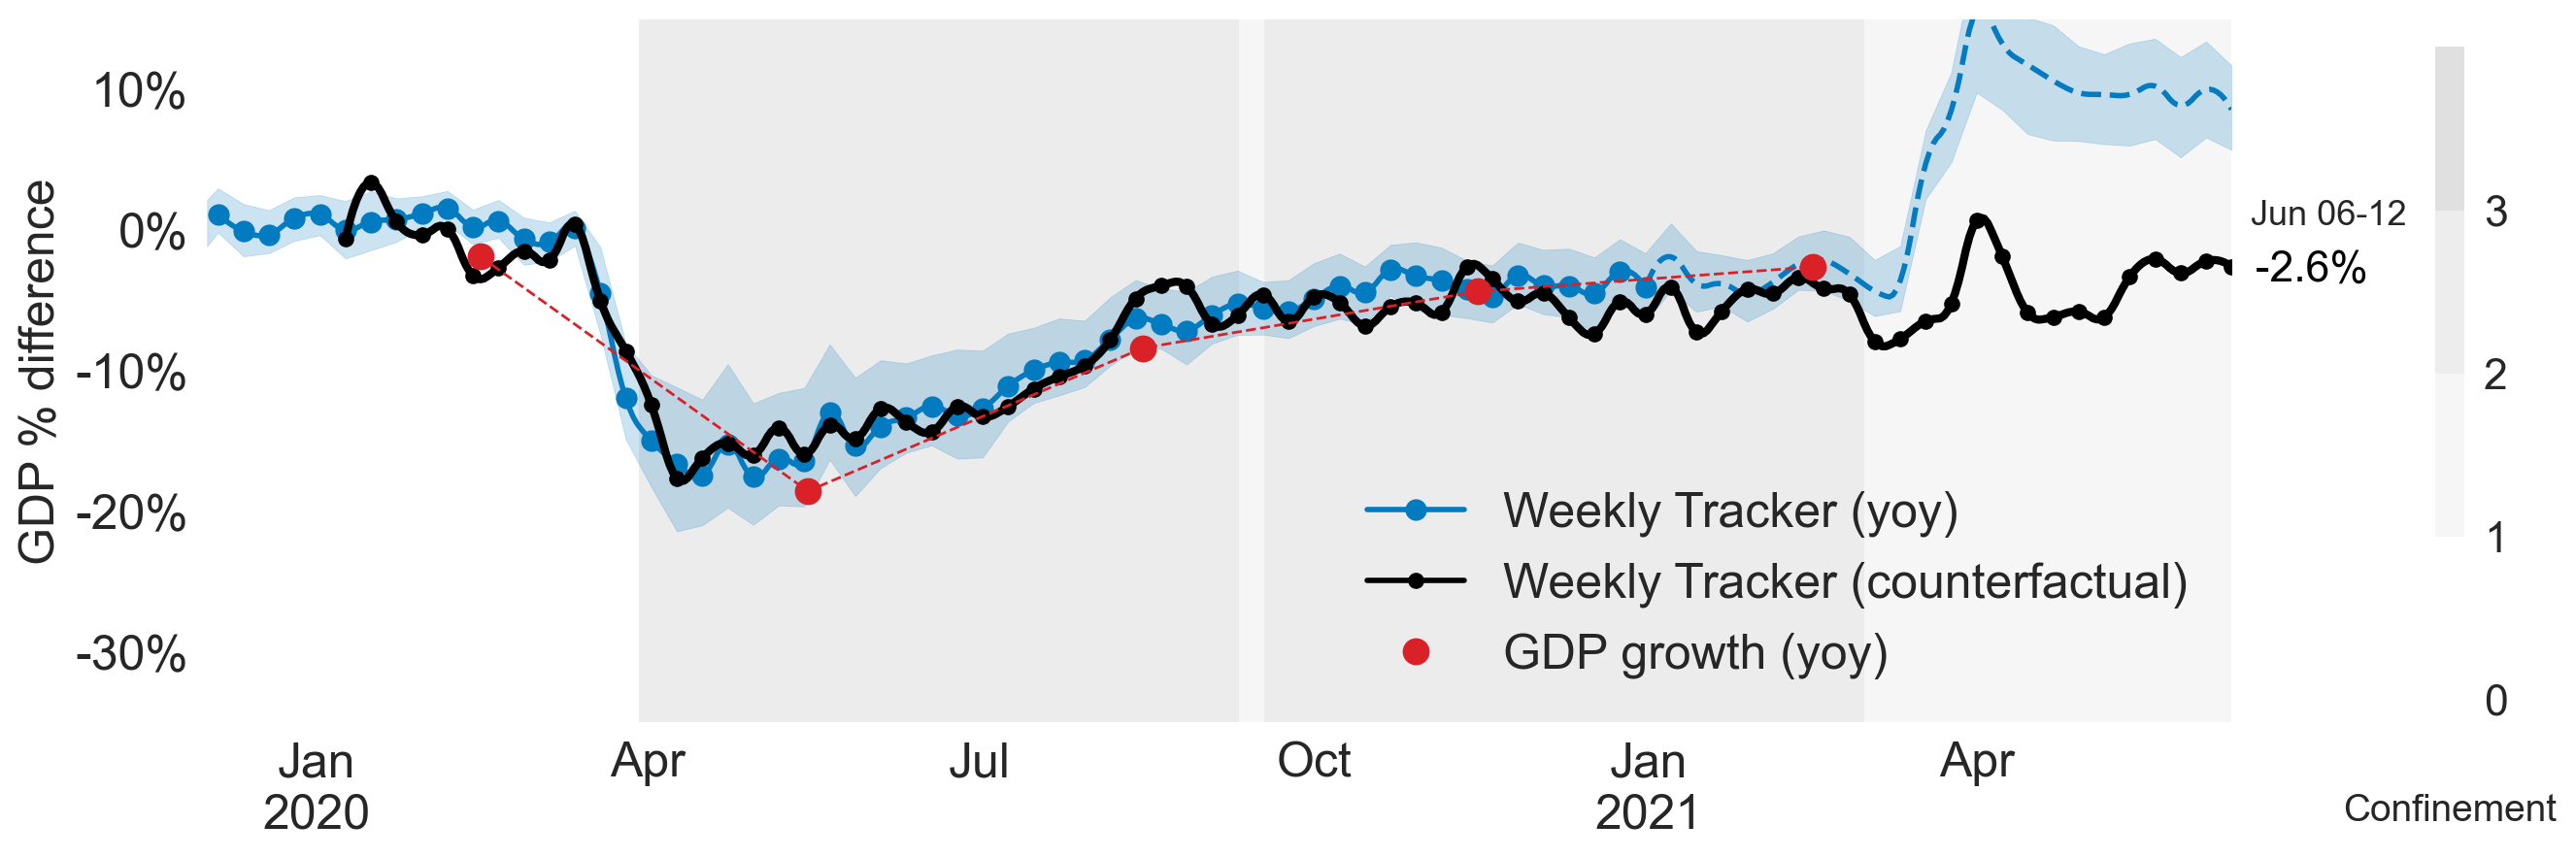 GDP % difference
10%
0%
-10%
-20%
-30%
Jan
2020
Apr
Jul
Oct
Jan
2021
Apr
Weekly Tracker (yoy)
Weekly Tracker (counterfactual)
GDP growth (yoy)
Jun 06-12
-2.6%
3
2
1
0
Confinement